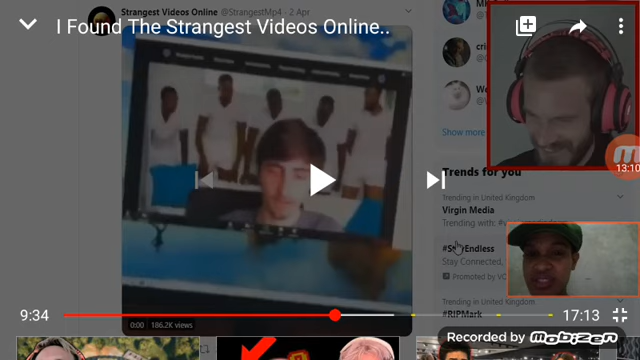 Strangest Videos Online @StrangestMp4 · 2 Apr
I Found The Strangest Videos Online..
Show more
13:10
Trends for you
Trending in United Kingdom
Virgin Media
Trending with:
Stay Connected,
Promoted by
Trending in United Kingdom
#RIPMark
9:34
17:13
0:00 186.2K views
Recorded by mobizen